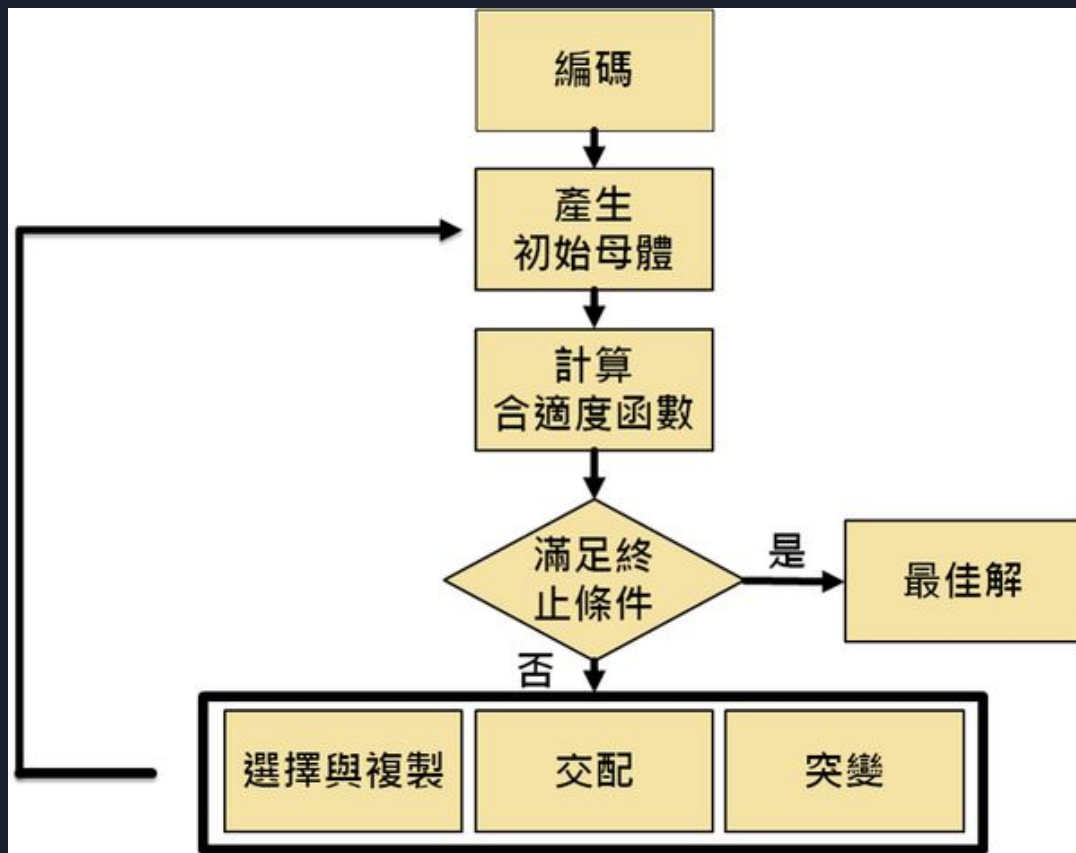 編碼
產生
初始母體
計算
合適度函數
滿足終
止條件
是
最佳解
否
選擇與複製
交配
突變